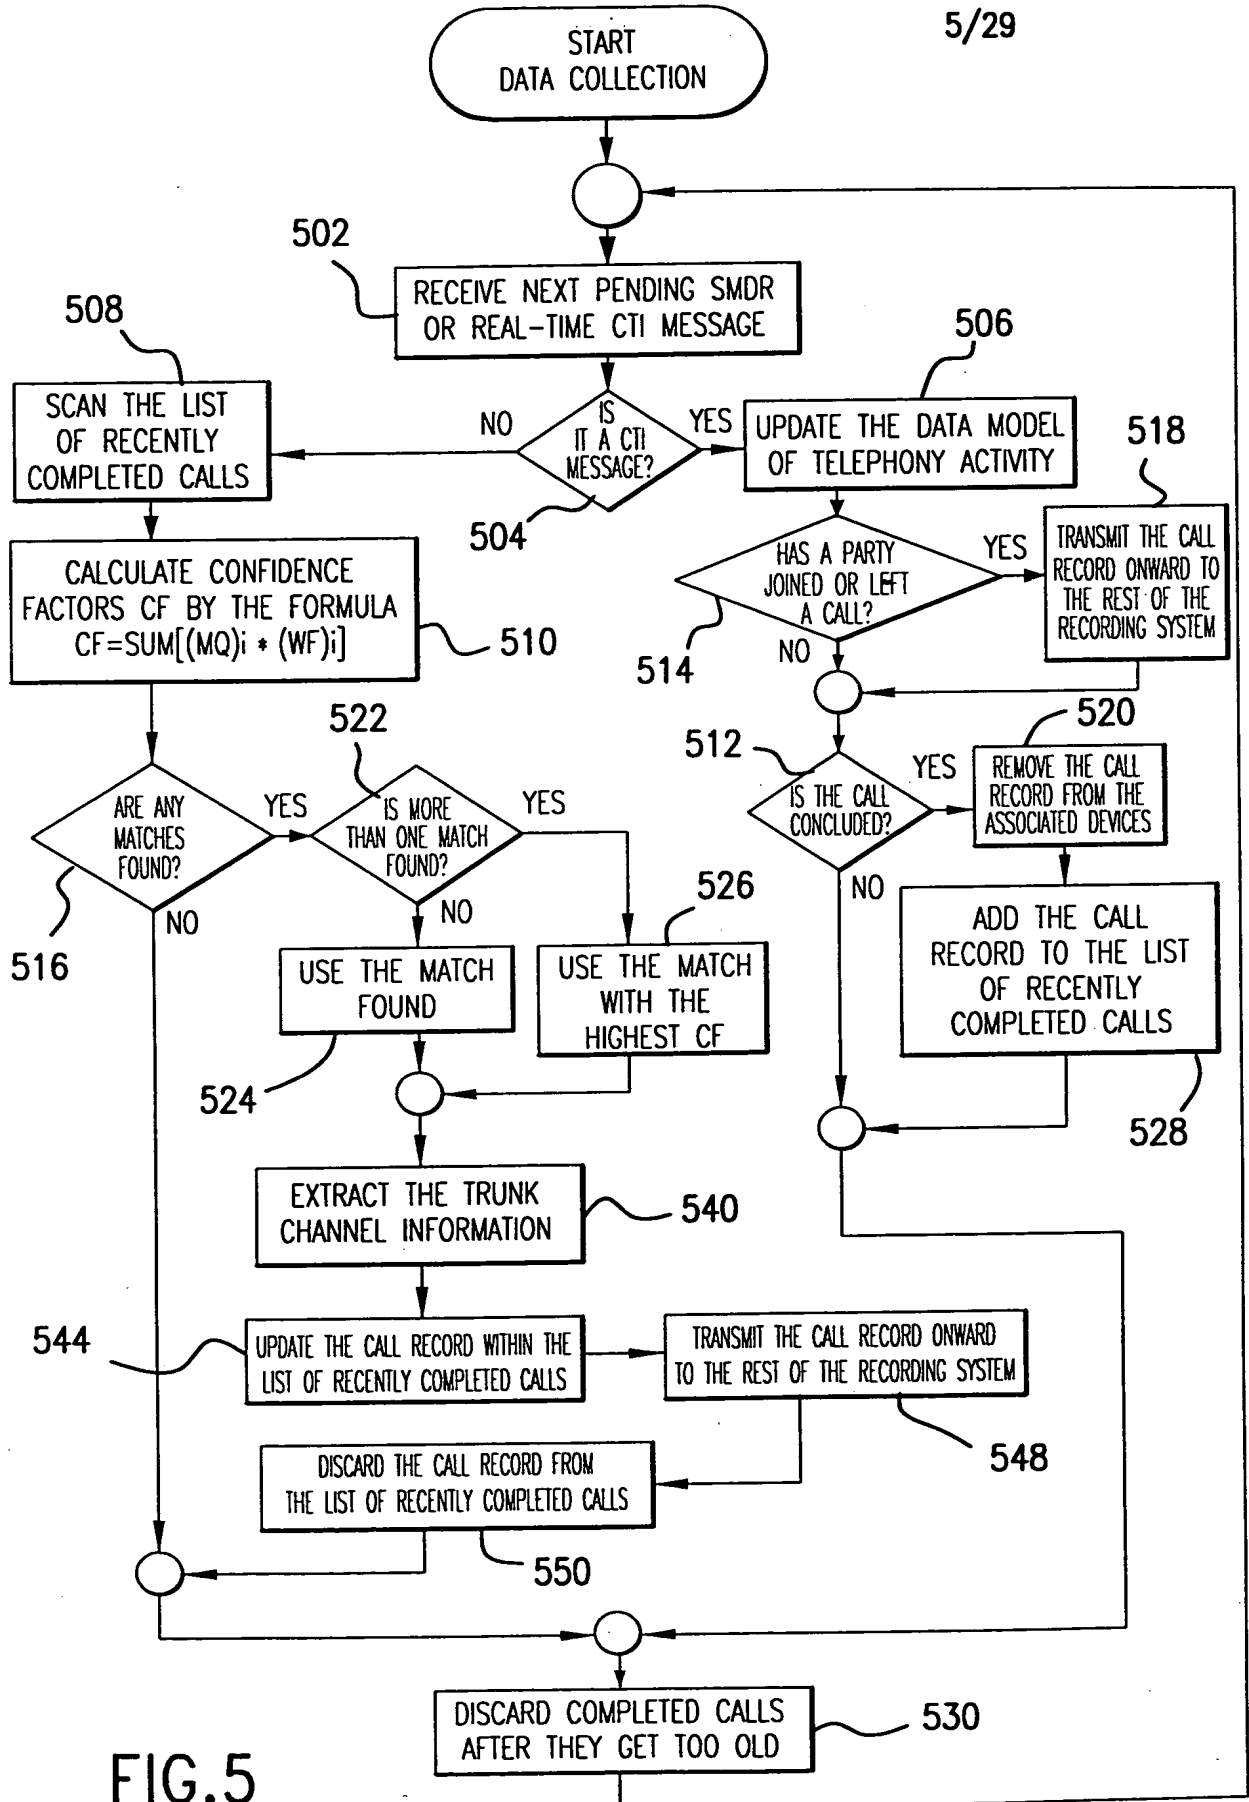 5/29
START
DATA COLLECTION
502
RECEIVE NEXT PENDING SMDR
OR REAL-TIME CTI MESSAGE
508
506
SCAN THE LIST
OF RECENTLY
COMPLETED CALLS
NO
IS
IT A CTI
MESSAGE?
YES
504
UPDATE THE DATA MODEL
OF TELEPHONY ACTIVITY
518
CALCULATE CONFIDENCE
FACTORS CF BY THE FORMULA
CF=SUM[(MQ)i * (WF)i]
510
HAS A PARTY
JOINED OR LEFT
A CALL?
YES
NO
514
TRANSMIT THE CALL
RECORD ONWARD TO
THE REST OF THE
RECORDING SYSTEM
522
512
520
ARE ANY
MATCHES
FOUND?
YES
NO
516
IS MORE
THAN ONE MATCH
FOUND?
YES
NO
IS THE CALL
CONCLUDED?
YES
NO
REMOVE THE CALL
RECORD FROM THE
ASSOCIATED DEVICES
526
USE THE MATCH
FOUND
524
USE THE MATCH
WITH THE
HIGHEST CF
ADD THE CALL
RECORD TO THE LIST
OF RECENTLY
COMPLETED CALLS
528
EXTRACT THE TRUNK
CHANNEL INFORMATION
540
544
UPDATE THE CALL RECORD WITHIN THE
LIST OF RECENTLY COMPLETED CALLS
TRANSMIT THE CALL RECORD ONWARD
TO THE REST OF THE RECORDING SYSTEM
548
DISCARD THE CALL RECORD FROM
THE LIST OF RECENTLY COMPLETED CALLS
550
DISCARD COMPLETED CALLS
AFTER THEY GET TOO OLD
530
FIG.5